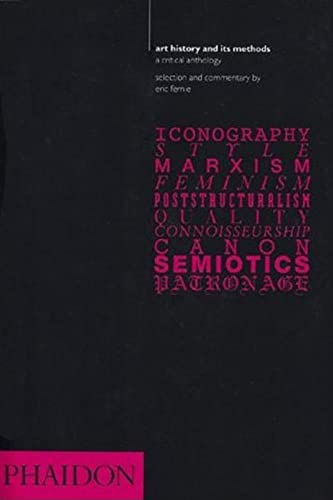 art history and its methods
a critical anthology
selection and commentary by
eric fernie
ICONOGRAPHY
STYLE
MARXISM
FEMINISM
POSTSTRUCTURALISM
QUALITY
CONNOISSEURSHIP
CANON
SEMIOTICS
PATRONAGE
PHAIDON